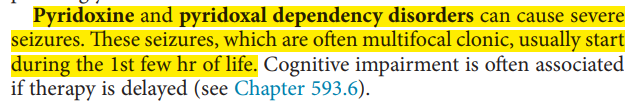 Pyridoxine and pyridoxal dependency disorders can cause severe
seizures. These seizures, which are often multifocal clonic, usually start
during the 1st few hr of life. Cognitive impairment is often associated
if therapy is delayed (see Chapter 593.6).